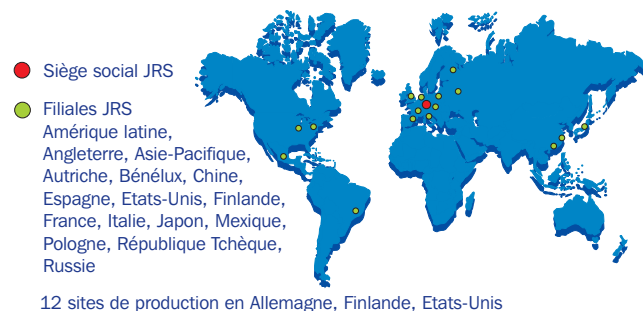 Siège social JRS
Filiales JRS
Amérique latine,
Angleterre, Asie-Pacifique,
Autriche, Bénélux, Chine,
Espagne, Etats-Unis, Finlande,
France, Italie, Japon, Mexique,
Pologne, République Tchèque,
Russie
12 sites de production en Allemagne, Finlande, Etats-Unis